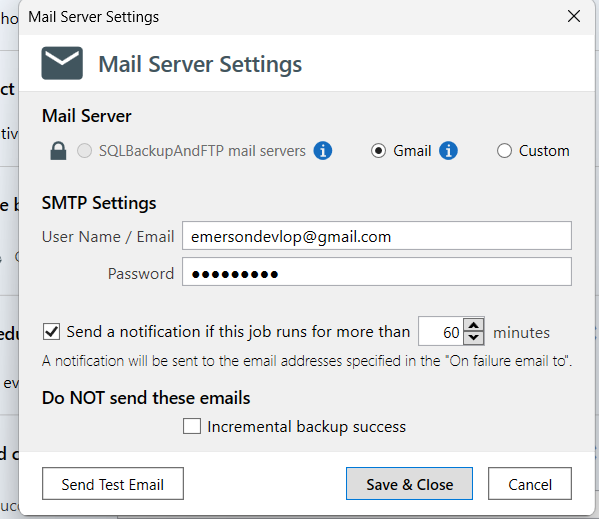 Mail Server Settings
Mail Server Settings
Mail Server
SQLBackupAndFTP mail servers Gmail Custom
SMTP Settings
User Name / Email emersondevlop@gmail.com
Password ●●●●●●●●●
Send a notification if this job runs for more than 60 minutes
A notification will be sent to the email addresses specified in the "On failure email to".
Do NOT send these emails
Incremental backup success
Send Test Email Save & Close Cancel